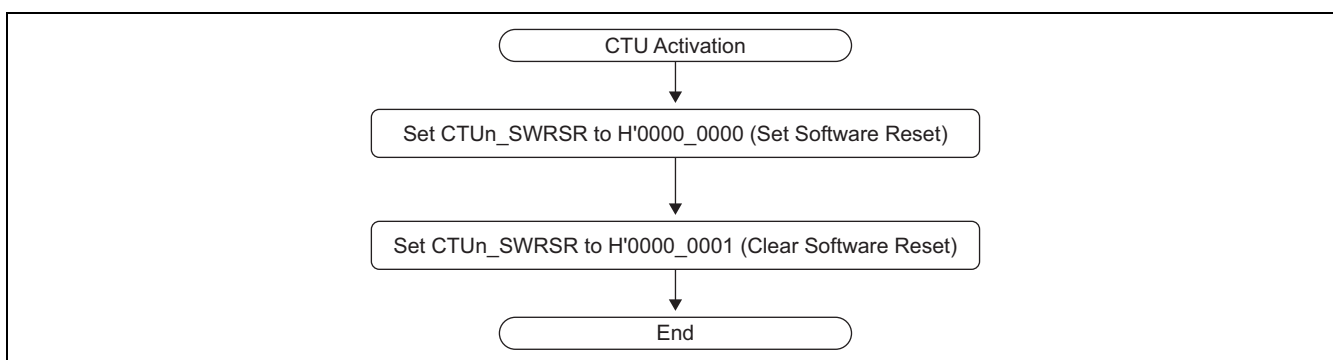 CTU Activation
Set CTUn_SWRSR to H'0000_0000 (Set Software Reset)
Set CTUn_SWRSR to H'0000_0001 (Clear Software Reset)
End